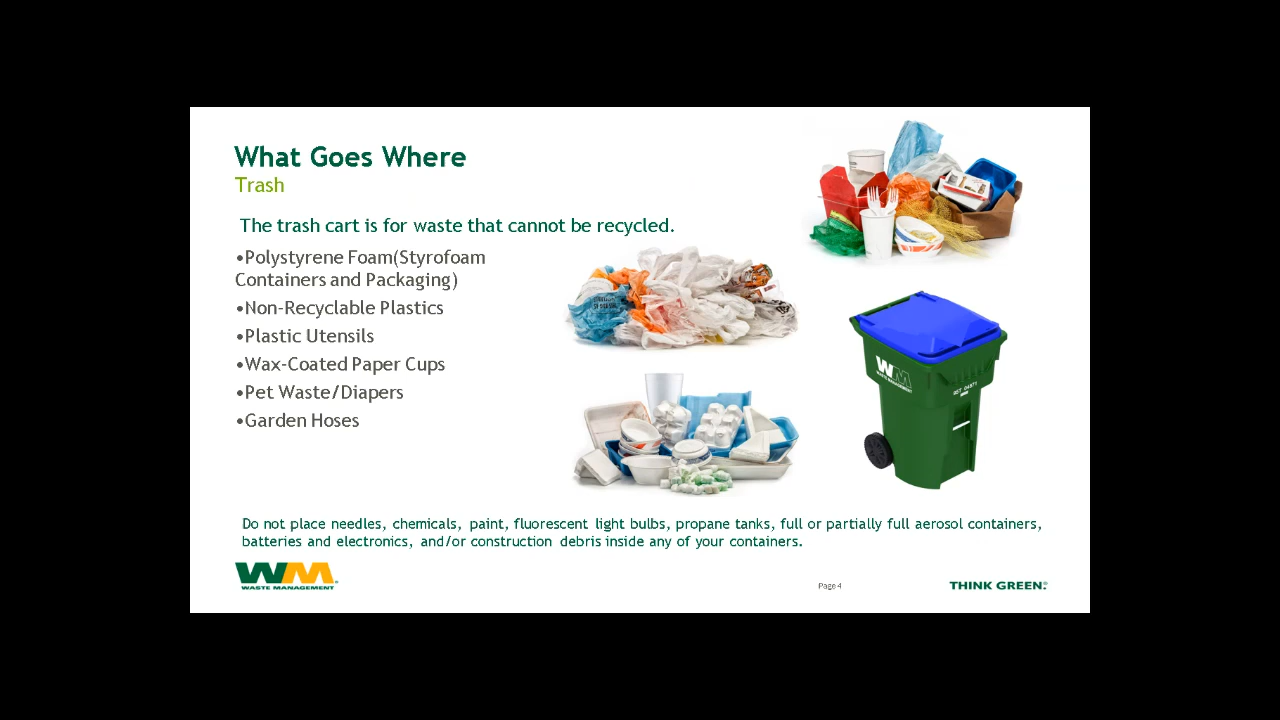 What Goes Where
Trash
The trash cart is for waste that cannot be recycled.
•Polystyrene Foam(Styrofoam
Containers and Packaging)
•Non-Recyclable Plastics
•Plastic Utensils
•Wax-Coated Paper Cups
•Pet Waste/Diapers
•Garden Hoses
WM
WASTE MANAGEMENT
Do not place needles, chemicals, paint, fluorescent light bulbs, propane tanks, full or partially full aerosol containers,
batteries and electronics, and/or construction debris inside any of your containers.
WM
WASTE MANAGEMENT
Page 4
THINK GREEN.